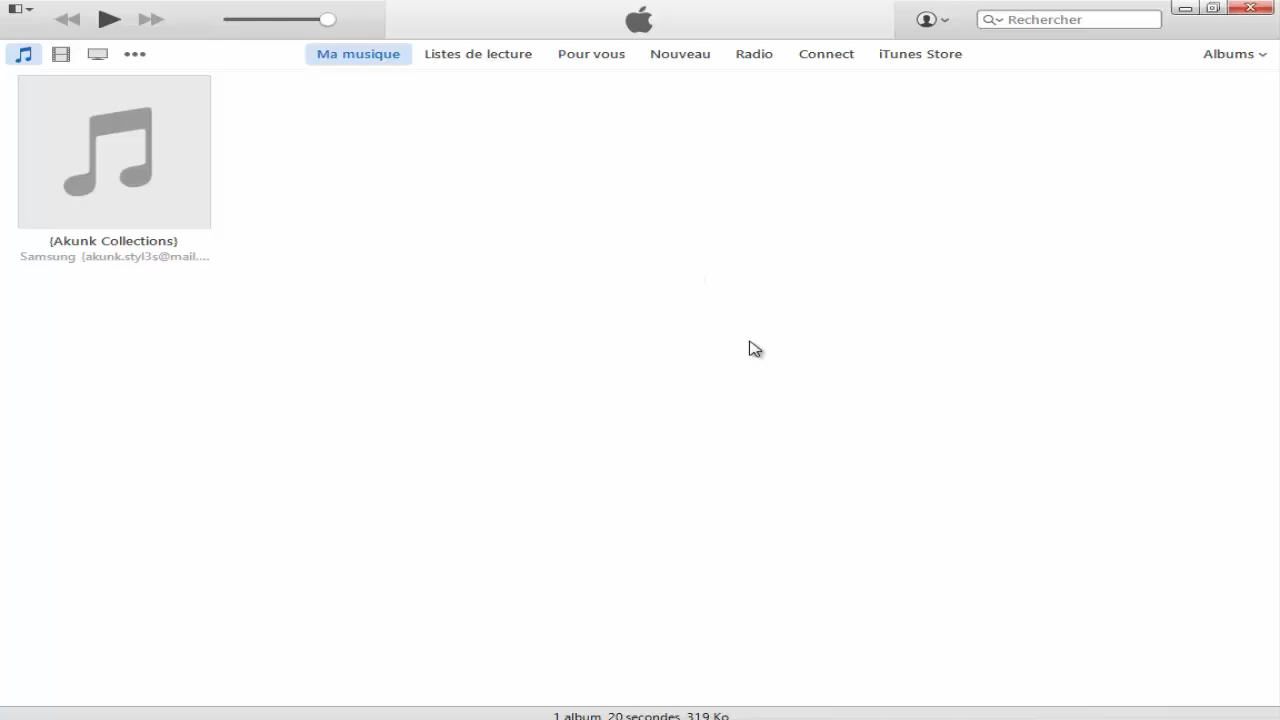 Rechercher
Ma musique
Listes de lecture
Pour vous
Nouveau
Radio
Connect
iTunes Store
Albums
{Akunk Collections}
Samsung {akunk.styl3s@mail....
1 album, 20 secondes, 319 Ko